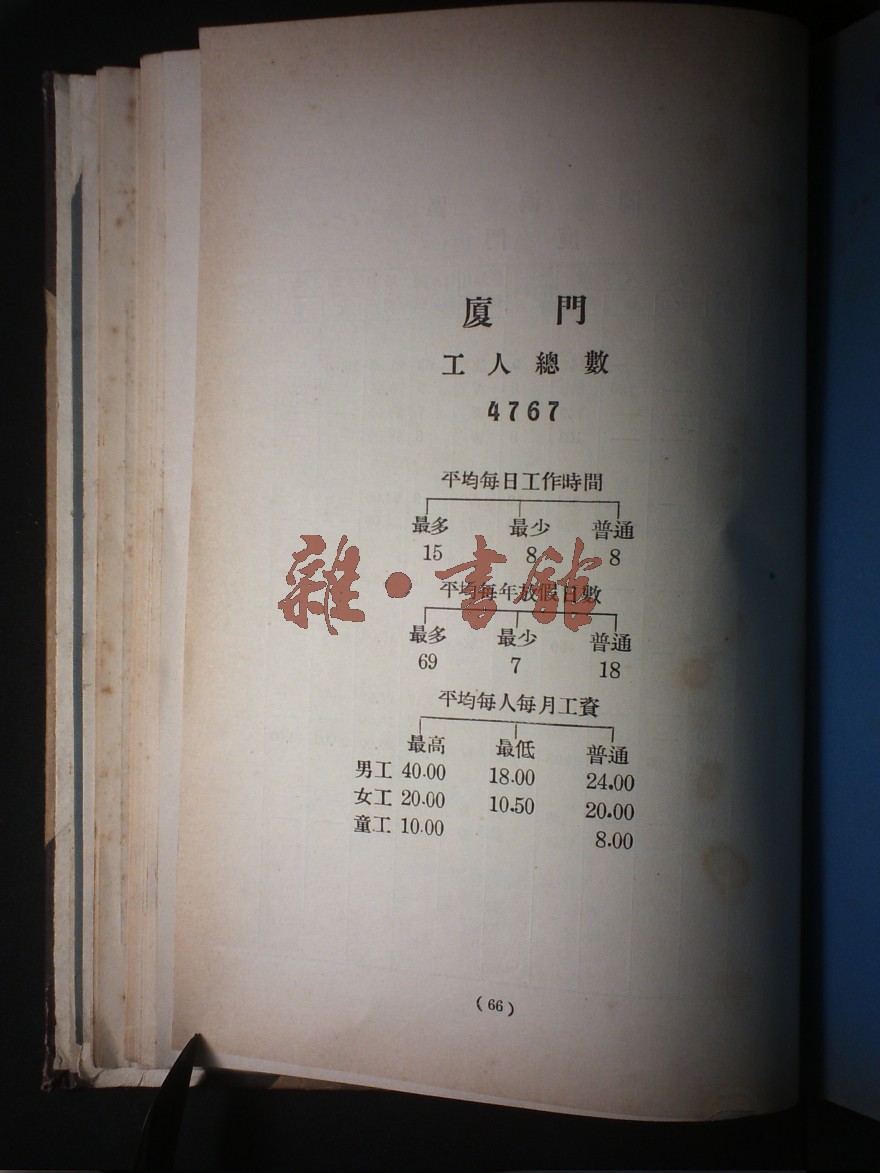 廈門
工人總數
4767
平均每日工作時間
最多 最少 普通
15 8 8
雜·書館
平均每年放假日數
最多 最少 普通
69 7 18
平均每人每月工資
最高 最低 普通
男工 40.00 18.00 24.00
女工 20.00 10.50 20.00
童工 10.00 8.00
(66)